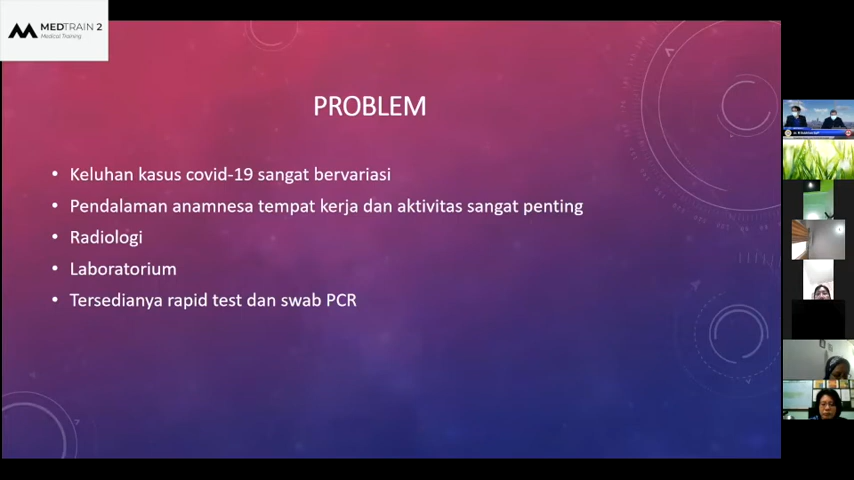 MEDTRAIN 2
Medical Training
PROBLEM
• Keluhan kasus covid-19 sangat bervariasi
• Pendalaman anamnesa tempat kerja dan aktivitas sangat penting
• Radiologi
• Laboratorium
• Tersedianya rapid test dan swab PCR